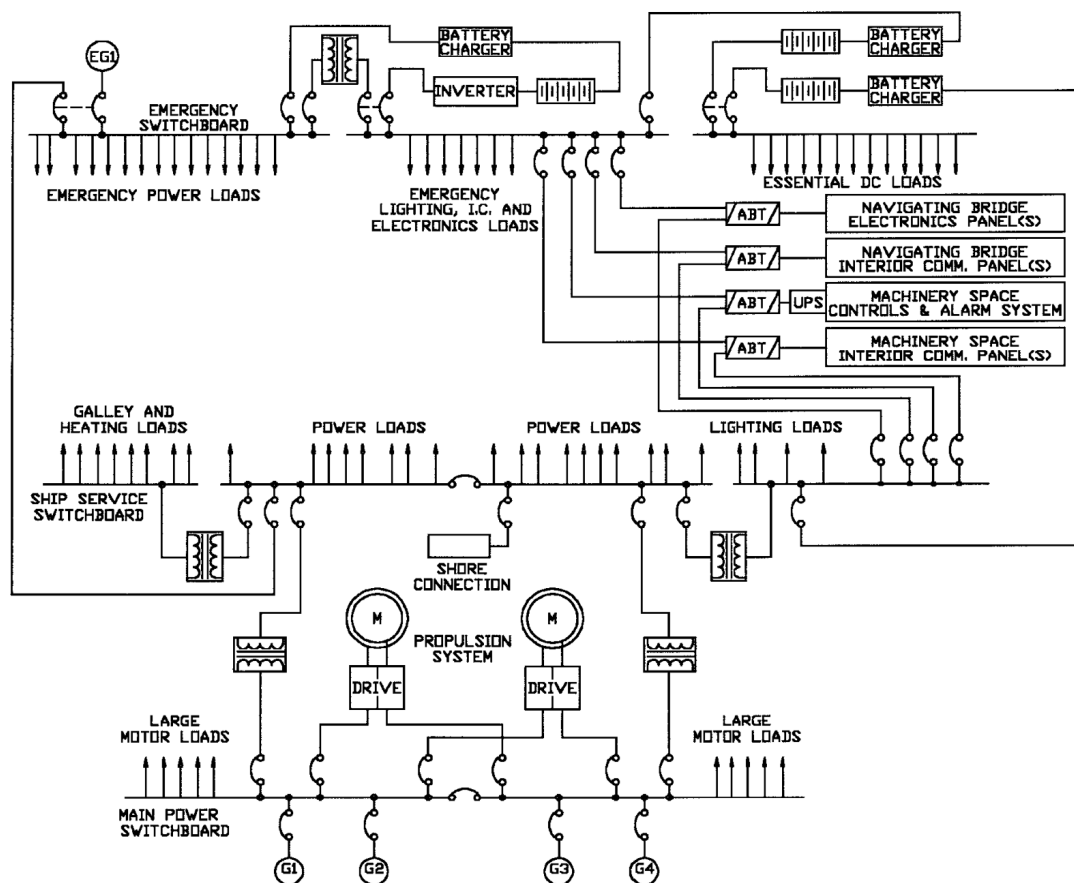 BATTERY
CHARGER
BATTERY
CHARGER
EG1
INVERTER
BATTERY
CHARGER
EMERGENCY
SWITCHBOARD
EMERGENCY POWER LOADS
EMERGENCY
LIGHTING, I.C. AND
ELECTRONICS LOADS
ESSENTIAL DC LOADS
ABT
NAVIGATING BRIDGE
ELECTRONICS PANEL(S)
ABT
NAVIGATING BRIDGE
INTERIOR COMM. PANEL(S)
ABT
UPS
MACHINERY SPACE
CONTROLS & ALARM SYSTEM
ABT
MACHINERY SPACE
INTERIOR COMM. PANEL(S)
GALLEY AND
HEATING LOADS
POWER LOADS
POWER LOADS
LIGHTING LOADS
SHIP SERVICE
SWITCHBOARD
SHORE
CONNECTION
M
M
PROPULSION
SYSTEM
DRIVE
DRIVE
LARGE
MOTOR LOADS
LARGE
MOTOR LOADS
MAIN POWER
SWITCHBOARD
G1
G2
G3
G4